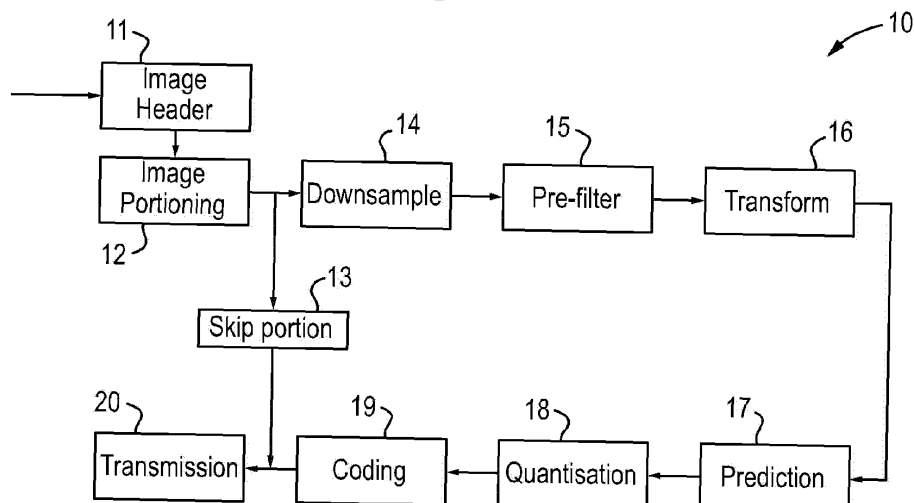 10
11
Image
Header
14
15
16
Image
Portioning
Downsample
Pre-filter
Transform
12
13
Skip portion
20
19
18
17
Transmission
Coding
Quantisation
Prediction